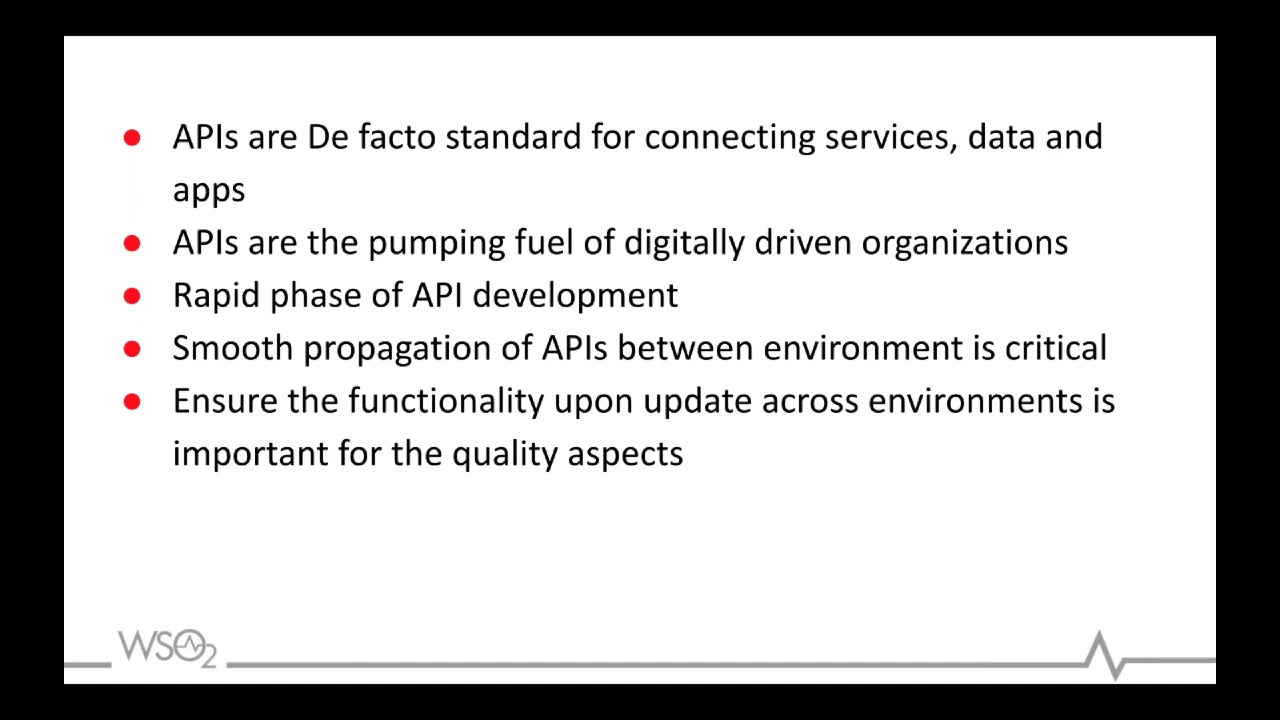 ● APIs are De facto standard for connecting services, data and
apps
● APIs are the pumping fuel of digitally driven organizations
● Rapid phase of API development
● Smooth propagation of APIs between environment is critical
● Ensure the functionality upon update across environments is
important for the quality aspects
WSO2